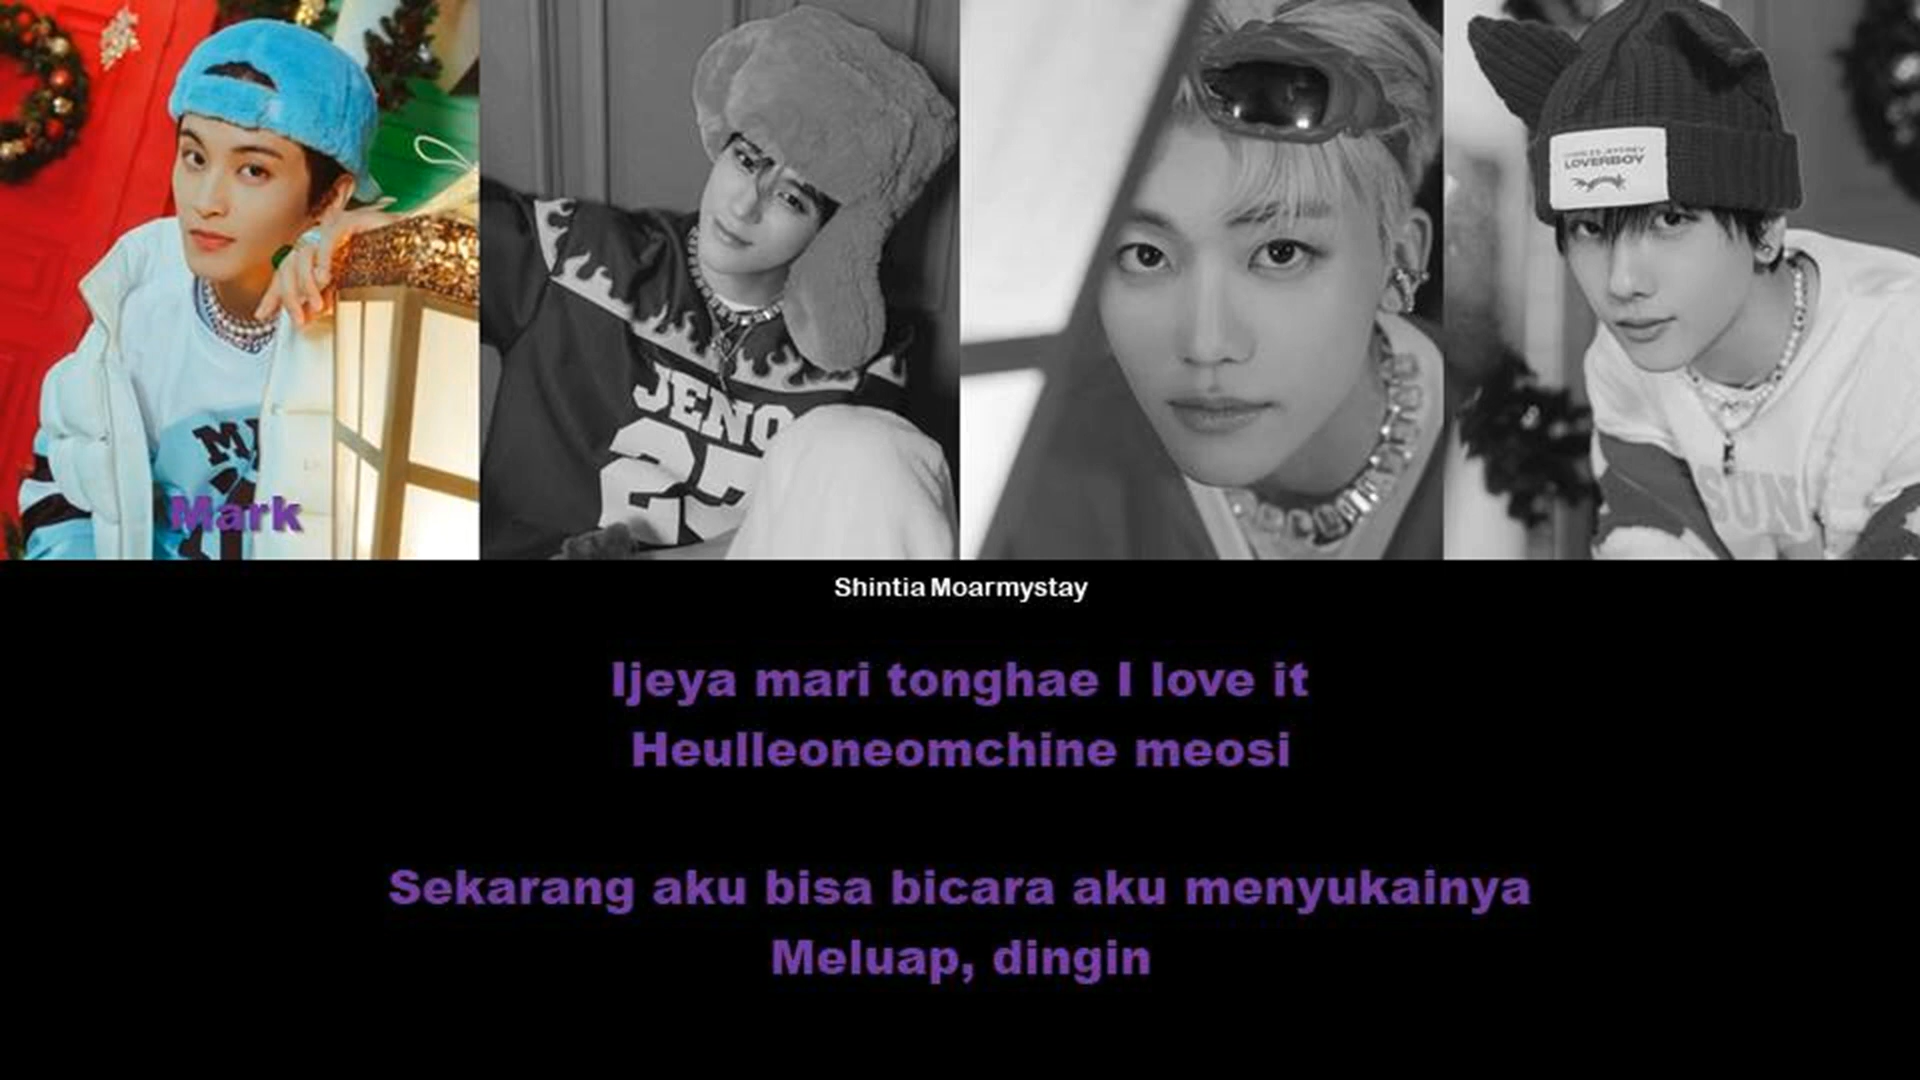 LOVERBOY
JENO
SUN
Mark
Shintia Moarmystay
Ijeya mari tonghae I love it
Heulleoneomchine meosi
Sekarang aku bisa bicara aku menyukainya
Meluap, dingin